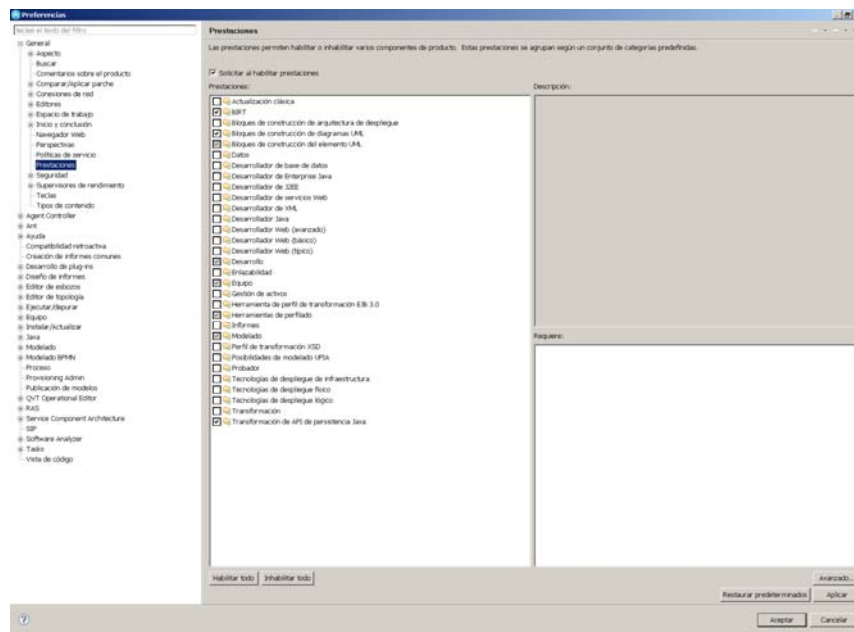 Preferencias
General
Aspecto
Buscar
Comentarios sobre el producto
Comparar/Aplicar parche
Conexiones de red
Editores
Espacio de trabajo
Inicio y conclusión
Navegador Web
Perspectivas
Políticas de servicio
Prestaciones
Seguridad
Supervisores de rendimiento
Teclas
Tipos de contenido
Agent Controller
Ant
Ayuda
Compatibilidad retroactiva
Creación de informes comunes
Desarrollo de plug-ins
Diseño de informes
Editor de esbozos
Editor de topología
Ejecutar/depurar
Equipo
Instalar/Actualizar
Java
Modelado
Modelado BPMN
Proceso
Provisioning Admin
Publicación de modelos
QVT Operational Editor
RAS
Service Component Architecture
SIP
Software Analyzer
Tasks
Vista de código
Prestaciones
Las prestaciones permiten habilitar o inhabilitar varios componentes de producto. Estas prestaciones se agrupan según un conjunto de categorías predefinidas.
Solicitar al habilitar prestaciones
Prestaciones:
Actualización clásica
BIRT
Bloques de construcción de arquitectura de despliegue
Bloques de construcción de diagramas UML
Bloques de construcción del elemento UML
Datos
Desarrollador de base de datos
Desarrollador de Enterprise Java
Desarrollador de J2EE
Desarrollador de servicios Web
Desarrollador de XML
Desarrollador Java
Desarrollador Web (avanzado)
Desarrollador Web (básico)
Desarrollador Web (típico)
Desarrollo
Enlazabilidad
Equipo
Gestión de activos
Herramienta de perfil de transformación EJB 3.0
Herramientas de perfilado
Informes
Modelado
Perfil de transformación XSD
Posibilidades de modelado UPIA
Probador
Tecnologías de despliegue de infraestructura
Tecnologías de despliegue físico
Tecnologías de despliegue lógico
Transformación
Transformación de API de persistencia Java
Descripción:
Requiere:
Habilitar todo
Inhabilitar todo
Avanzado...
Restaurar predeterminados
Aplicar
Aceptar
Cancelar